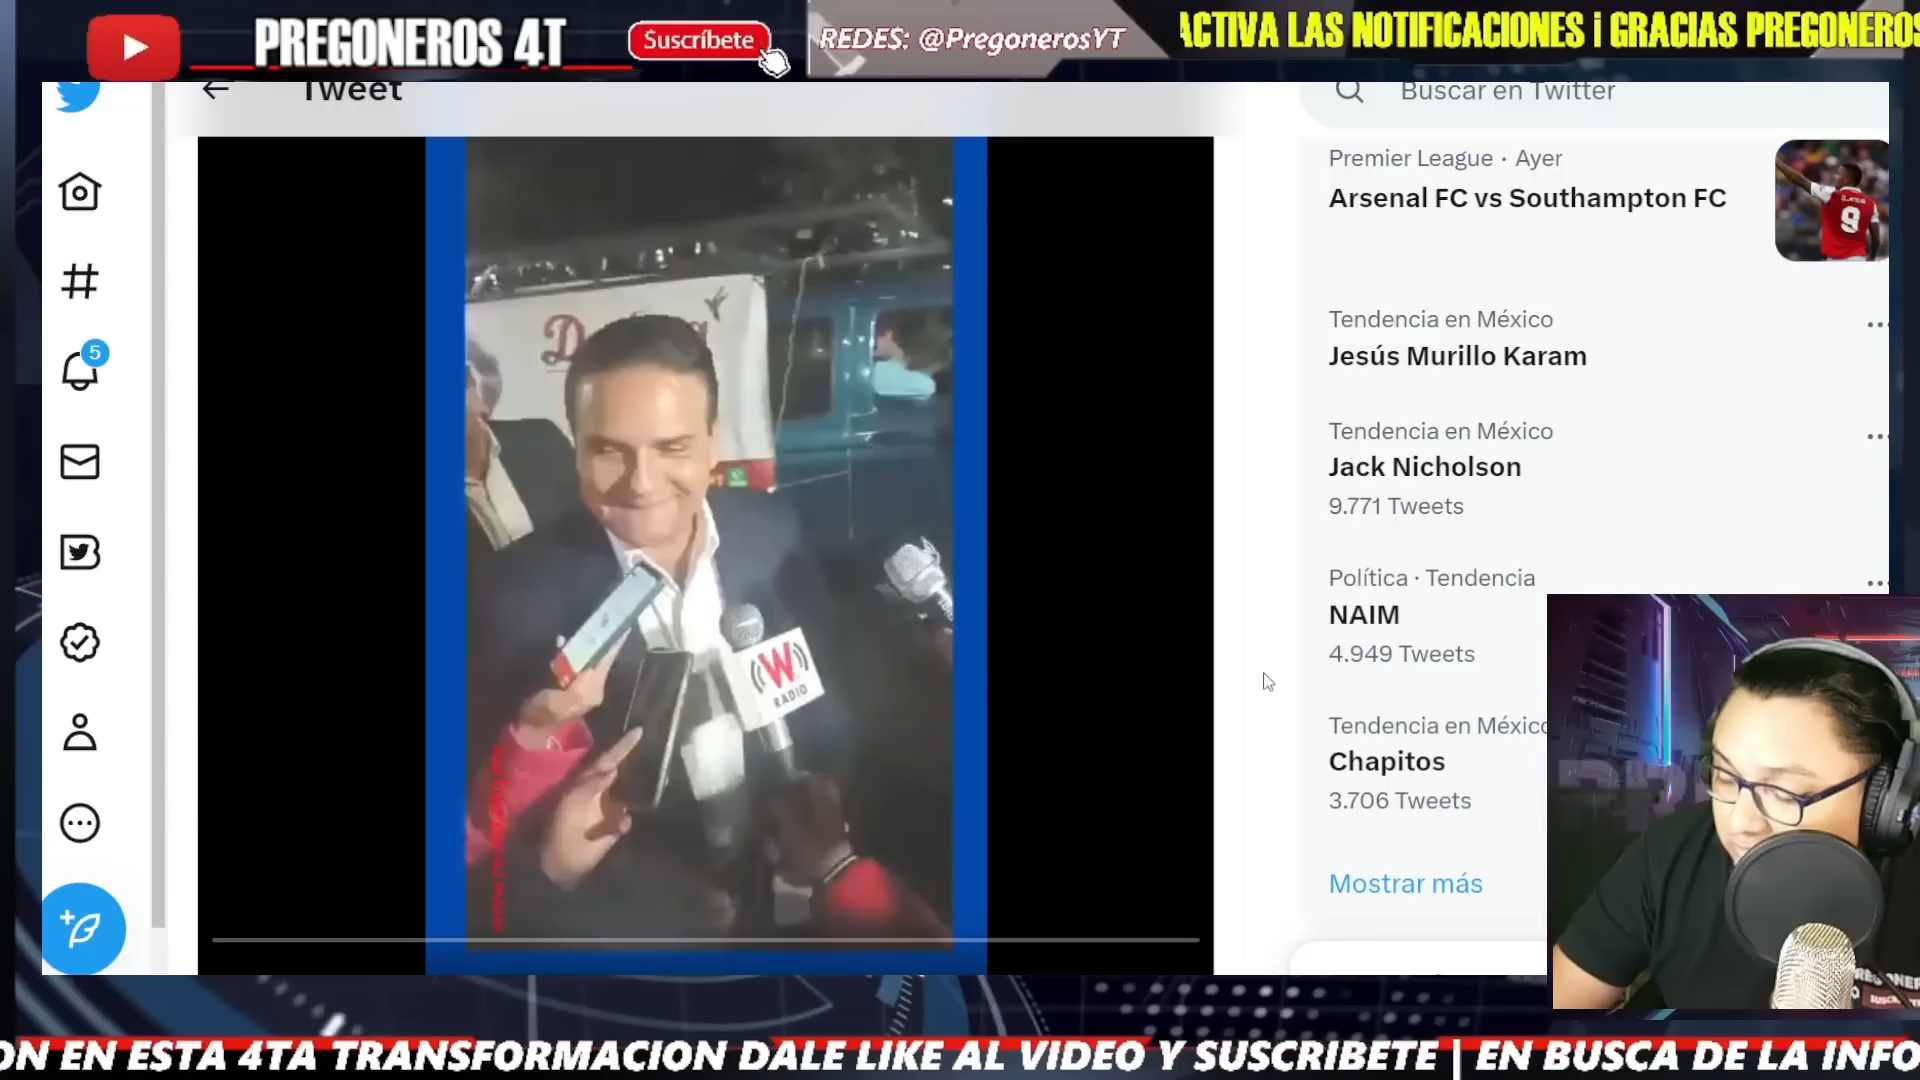 PREGONEROS 4T
Suscríbete
REDES: @PregonerosYT
ACTIVA LAS NOTIFICACIONES ¡ GRACIAS PREGONEROS
Tweet
Buscar en Twitter
5
Premier League · Ayer
Arsenal FC vs Southampton FC
9
Tendencia en México
Jesús Murillo Karam
Tendencia en México
Jack Nicholson
9.771 Tweets
Política · Tendencia
NAIM
4.949 Tweets
Tendencia en México
Chapitos
3.706 Tweets
Mostrar más
W
RADIO
ON EN ESTA 4TA TRANSFORMACION DALE LIKE AL VIDEO Y SUSCRIBETE | EN BUSCA DE LA INFO